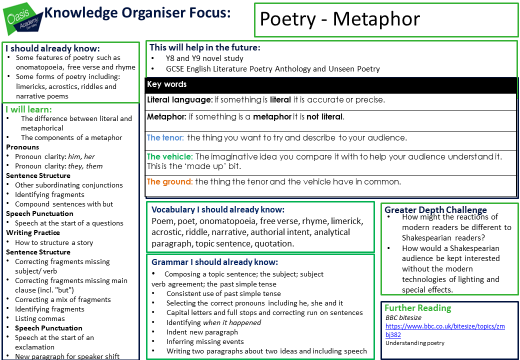 Oasis
Academy
Knowledge Organiser Focus:
Poetry - Metaphor
I should already know:
• Some features of poetry such as
onomatopoeia, free verse and rhyme
• Some forms of poetry including:
limericks, acrostics, riddles and
narrative poems
I will learn:
• The difference between literal and
metaphorical
• The components of a metaphor
Pronouns
• Pronoun clarity: him, her
• Pronoun clarity: they, them
Sentence Structure
• Other subordinating conjunctions
• Identifying fragments
• Compound sentences with but
Speech Punctuation
• Speech at the start of a questions
Writing Practice
• How to structure a story
Sentence Structure
• Correcting fragments missing
subject/ verb
• Correcting fragments missing main
clause (incl. "but")
• Correcting a mix of fragments
• Identifying fragments
• Listing commas
• Speech Punctuation
• Speech at the start of an
exclamation
• New paragraph for speaker shift
This will help in the future:
• Y8 and Y9 novel study
• GCSE English Literature Poetry Anthology and Unseen Poetry
Key words
Literal language: if something is literal it is accurate or precise.
Metaphor: if something is a metaphor it is not literal.
The tenor: the thing you want to try and describe to your audience.
The vehicle: The imaginative idea you compare it with to help your audience understand it.
This is the 'made up' bit.
The ground: the thing the tenor and the vehicle have in common.
Vocabulary I should already know:
Poem, poet, onomatopoeia, free verse, rhyme, limerick,
acrostic, riddle, narrative, authorial intent, analytical
paragraph, topic sentence, quotation.
Grammar I should already know:
• Composing a topic sentence; the subject; subject
verb agreement; the past simple tense
• Consistent use of past simple tense
• Selecting the correct pronouns including he, she and it
• Capital letters and full stops and correcting run on sentences
• Identifying when it happened
• Indent new paragraph
• Inferring missing events
• Writing two paragraphs about two ideas and including speech
Greater Depth Challenge
• How might the reactions of
modern readers be different to
Shakespearian readers?
• How would a Shakespearian
audience be kept interested
without the modern
technologies of lighting and
special effects.
Further Reading
BBC bitesize
https://www.bbc.co.uk/bitesize/topics/zm
bj382
Understanding poetry